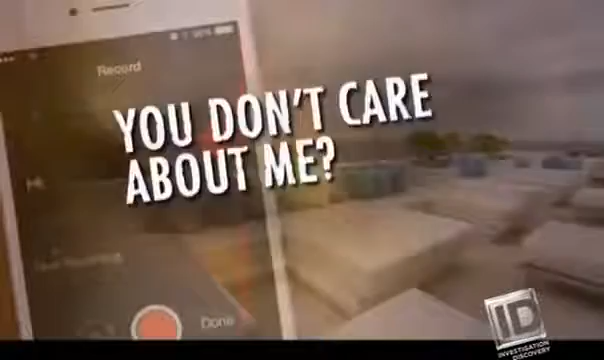 Record
YOU DON'T CARE
ABOUT ME?
Done
ID
INVESTIGATION
DISCOVERY